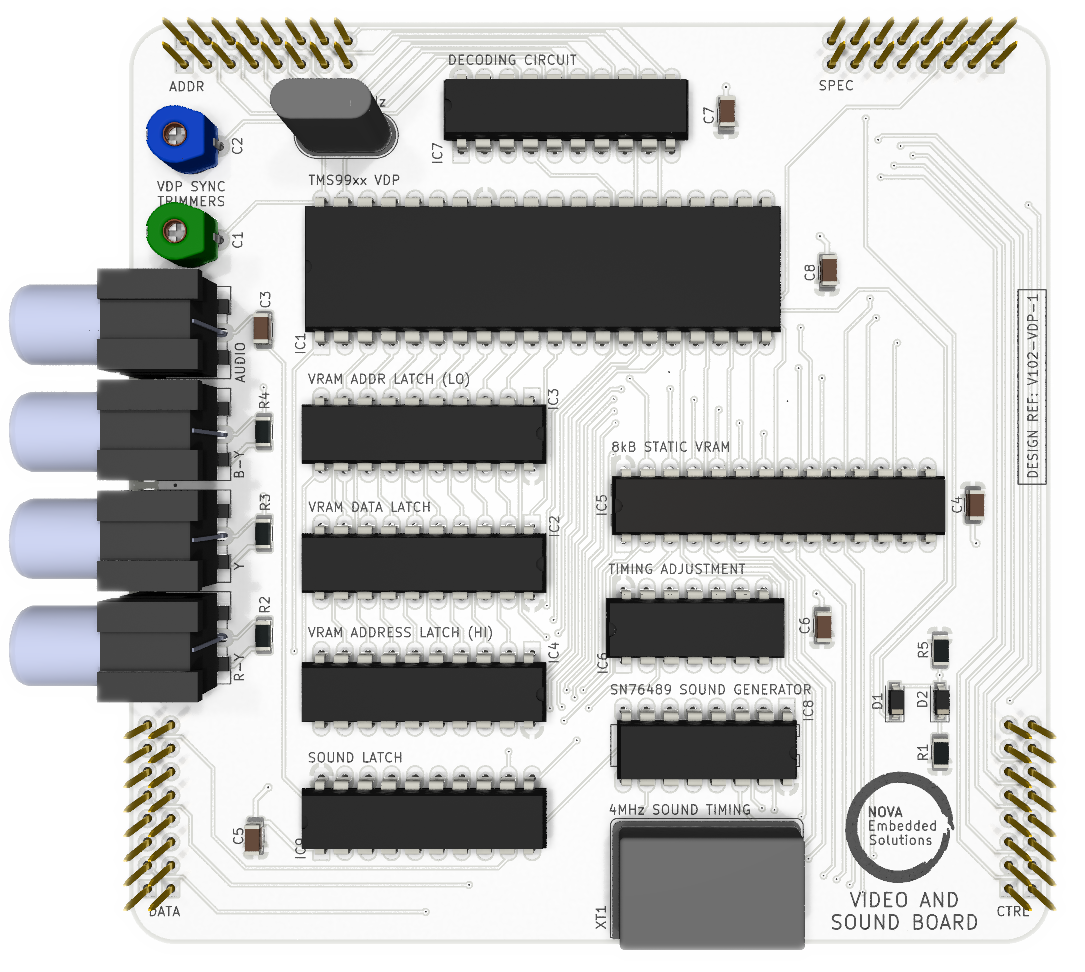 DECODING CIRCUIT
ADDR
SPEC
C7
C2
IC7
TMS99xx VDP
VDP SYNC
TRIMMERS
C1
C8
C3
IC1
AUDIO
DESIGN REF: V102-VDP-1
VRAM ADDR LATCH (LO)
IC3
R4
B-Y
8kB STATIC VRAM
IC5
C4
VRAM DATA LATCH
IC2
R3
Y
TIMING ADJUSTMENT
IC6
C6
R2
R-Y
VRAM ADDRESS LATCH (HI)
IC4
R5
SN76489 SOUND GENERATOR
IC8
D1
D2
R1
SOUND LATCH
C5
IC9
4MHz SOUND TIMING
NOVA
Embedded
Solutions
XT1
VIDEO AND
SOUND BOARD
DATA
CTRL